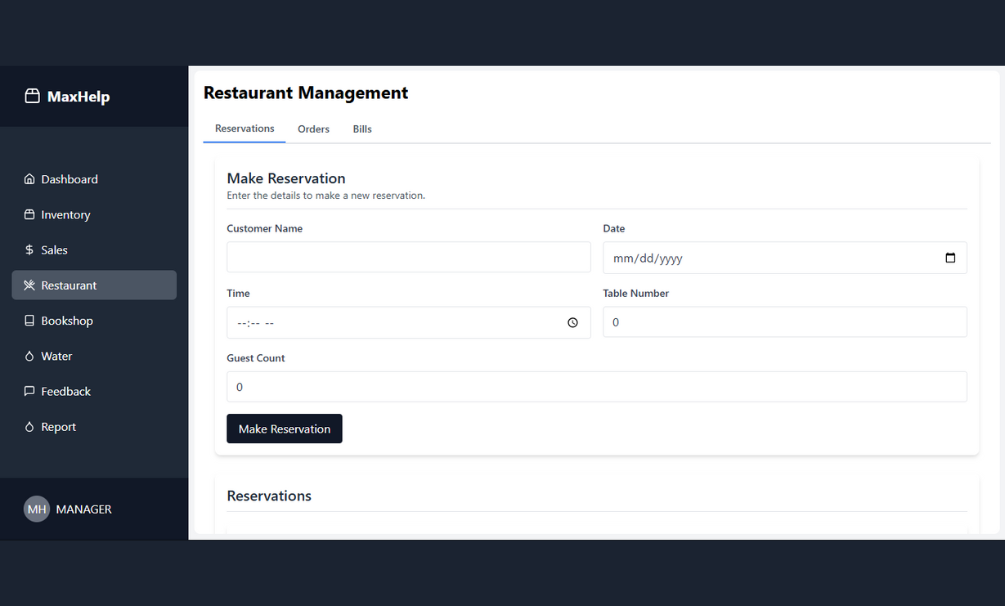 MaxHelp
Dashboard
Inventory
Sales
Restaurant
Bookshop
Water
Feedback
Report
MH MANAGER
Restaurant Management
Reservations Orders Bills
Make Reservation
Enter the details to make a new reservation.
Customer Name Date
mm/dd/yyyy
Time Table Number
--:-- -- 0
Guest Count
0
Make Reservation
Reservations